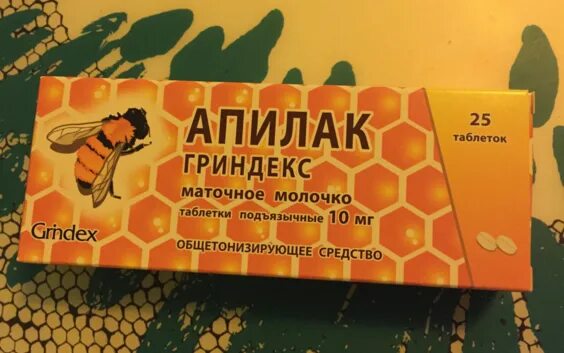 АПИЛАК
ГРИНДЕКС
маточное молочко
таблетки подъязычные 10 мг
ОБЩЕТОНИЗИРУЮЩЕЕ СРЕДСТВО
Grindex
25
таблеток